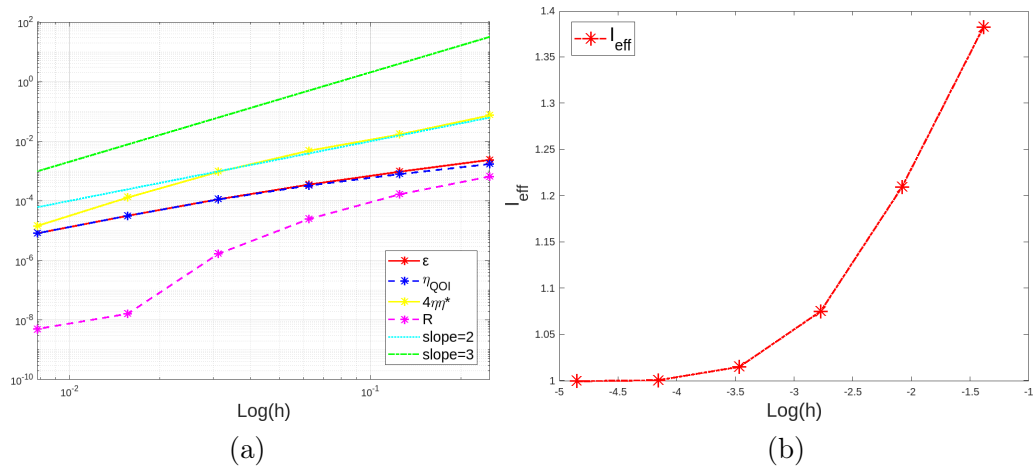 10^2
10^0
10^-2
10^-4
10^-6
10^-8
10^-10
10^-2
10^-1
Log(h)
ε
η_QOI
4ηη*
R
slope=2
slope=3
(a)
1.4
1.35
1.3
1.25
1.2
1.15
1.1
1.05
1
I_eff
I_eff
-5
-4.5
-4
-3.5
-3
-2.5
-2
-1.5
-1
Log(h)
(b)